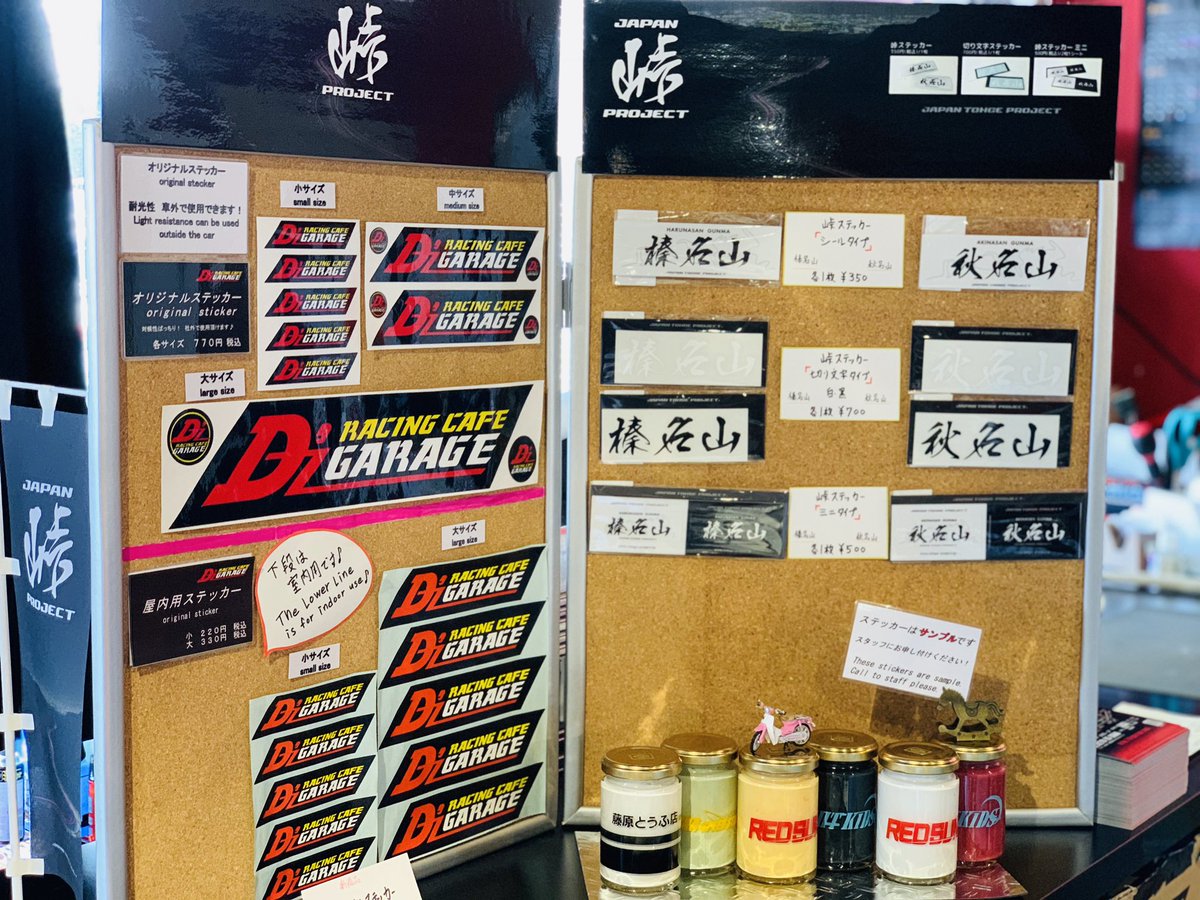 峠
PROJECT
オリジナルステッカー
original stecker
耐光性 車外で使用できます!
Light resistance can be used
outside the car
小サイズ
small size
中サイズ
medium size
D'z RACING CAFE
GARAGE
オリジナルステッカー
original sticker
各サイズ 770円 税込
大サイズ
large size
D'z RACING CAFE
GARAGE
屋内用ステッカー
original sticker
小 220円 税込
大 330円 税込
下段は
室内用です♪
The Lower Line
is for indoor use♪
大サイズ
large size
小サイズ
small size
D'z RACING CAFE
GARAGE
JAPAN
峠
PROJECT
JAPAN
峠
PROJECT
峠ステッカー
切り文字ステッカー
峠ステッカー ミニ
JAPAN TOHGE PROJECT
HARUNASAN GUNMA
榛名山
峠ステッカー
「シールタイプ」
榛名山 秋名山
各1枚 ¥350
AKINASAN GUNMA
秋名山
JAPAN TOHGE PROJECT
榛名山
峠ステッカー
「切り文字タイプ」
白・黒
榛名山 秋名山
各1枚 ¥700
秋名山
榛名山
秋名山
榛名山 榛名山
峠ステッカー
「ミニタイプ」
榛名山 秋名山
各1枚 ¥500
秋名山 秋名山
ステッカーはサンプルです
スタッフにお申し付けください!
These stickers are sample.
Call to staff please.
藤原とうふ店
REDSU
KIDS
REDSU
KIDS